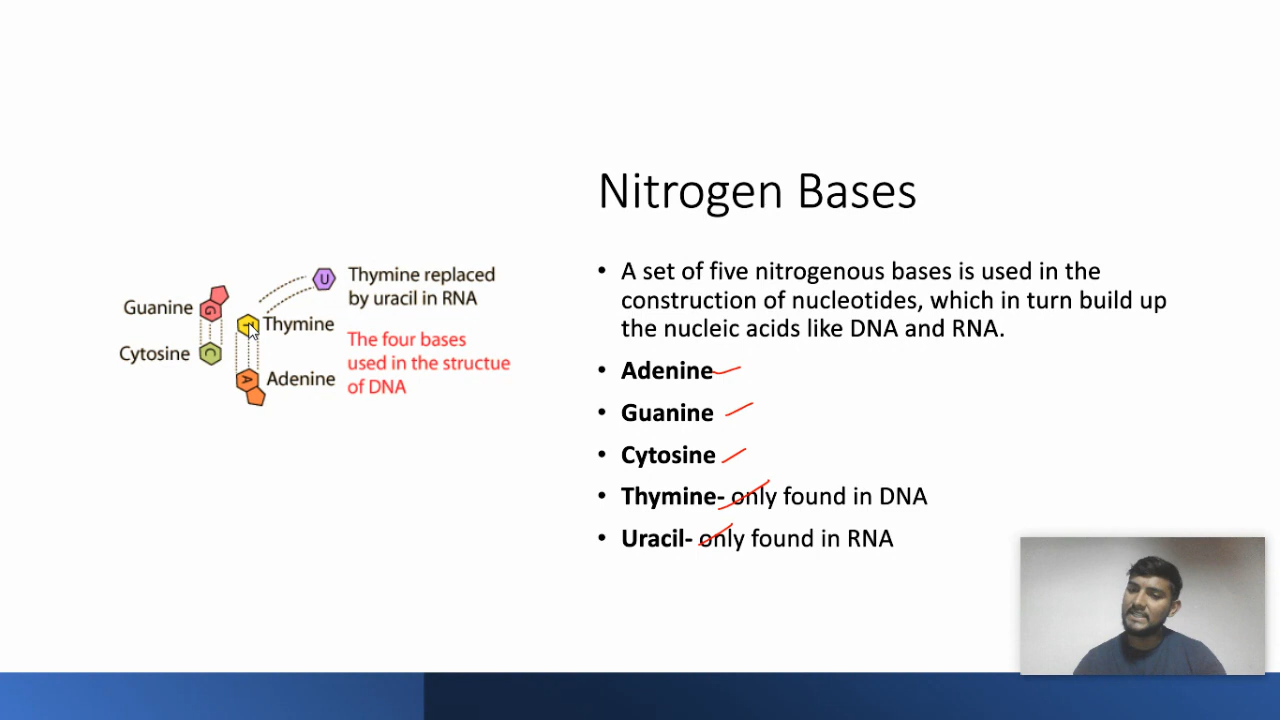 Nitrogen Bases
• A set of five nitrogenous bases is used in the
construction of nucleotides, which in turn build up
the nucleic acids like DNA and RNA.
• Adenine
• Guanine
• Cytosine
• Thymine- only found in DNA
• Uracil- only found in RNA
U
Thymine replaced
by uracil in RNA
Guanine
G
Thymine
Cytosine
C
The four bases
used in the structue
of DNA
A
Adenine